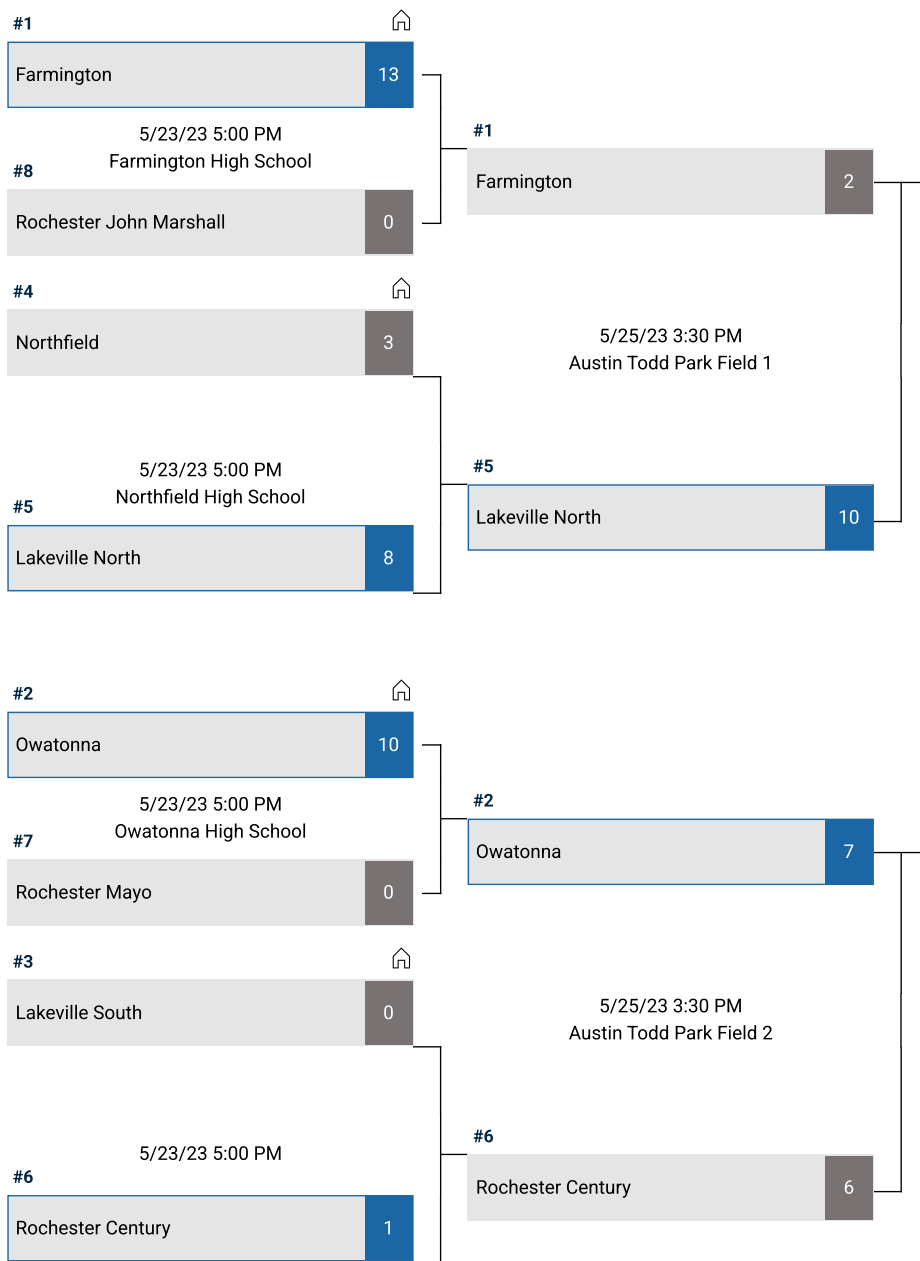 #1
Farmington 13
5/23/23 5:00 PM
Farmington High School
#8
Rochester John Marshall 0
#4
Northfield 3
5/23/23 5:00 PM
Northfield High School
#5
Lakeville North 8
#1
Farmington 2
5/25/23 3:30 PM
Austin Todd Park Field 1
#5
Lakeville North 10
#2
Owatonna 10
5/23/23 5:00 PM
Owatonna High School
#7
Rochester Mayo 0
#3
Lakeville South 0
5/23/23 5:00 PM
#6
Rochester Century 1
#2
Owatonna 7
5/25/23 3:30 PM
Austin Todd Park Field 2
#6
Rochester Century 6